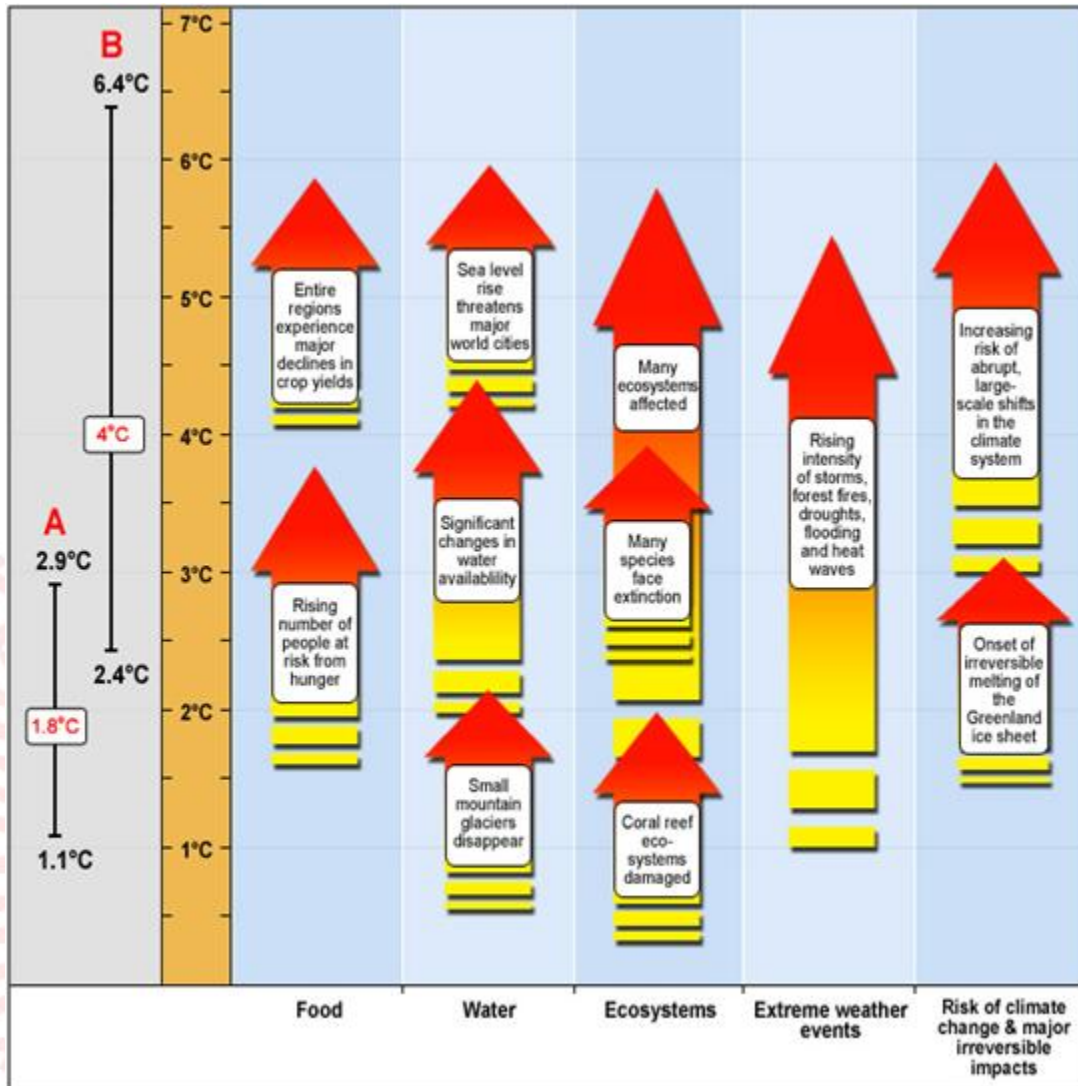 B
6.4°C
4°C
2.4°C
A
2.9°C
1.8°C
1.1°C
7°C
6°C
5°C
4°C
3°C
2°C
1°C
Entire
regions
experience
major
declines in
crop yields
Rising
number of
people at
risk from
hunger
Sea level
rise
threatens
major
world cities
Significant
changes in
water
availablility
Small
mountain
glaciers
disappear
Many
ecosystems
affected
Many
species
face
extinction
Coral reef
eco-
systems
damaged
Rising
intensity
of storms,
forest fires,
droughts,
flooding
and heat
waves
Increasing
risk of
abrupt,
large-
scale shifts
in the
climate
system
Onset of
irreversible
melting of
the
Greenland
ice sheet
Food
Water
Ecosystems
Extreme weather
events
Risk of climate
change & major
irreversible
impacts